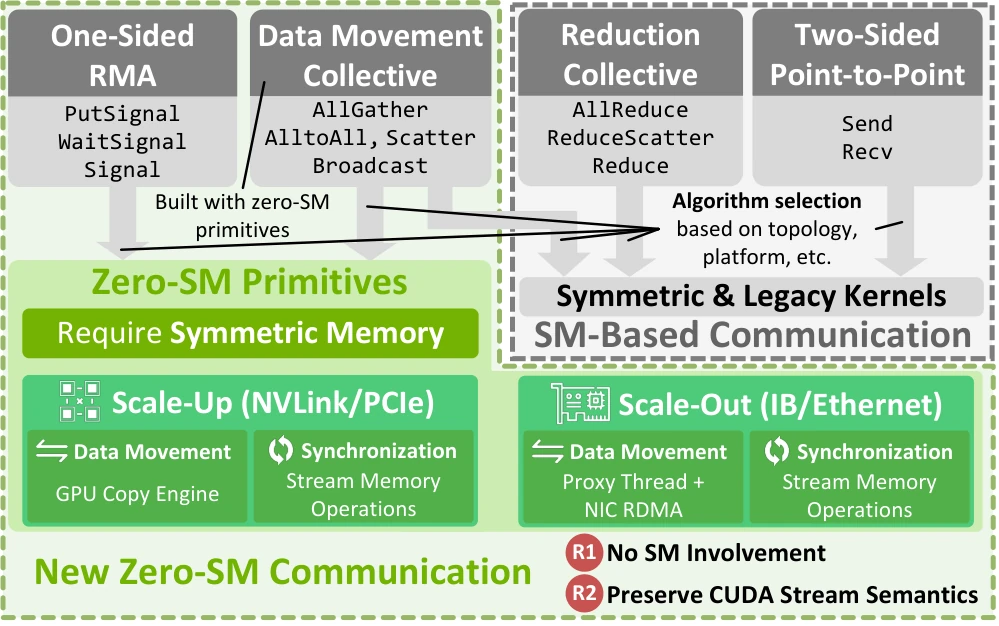 One-Sided
RMA
PutSignal
WaitSignal
Signal
Data Movement
Collective
AllGather
AlltoAll, Scatter
Broadcast
Reduction
Collective
AllReduce
ReduceScatter
Reduce
Two-Sided
Point-to-Point
Send
Recv
Built with zero-SM
primitives
Algorithm selection
based on topology,
platform, etc.
Zero-SM Primitives
Require Symmetric Memory
Symmetric & Legacy Kernels
SM-Based Communication
Scale-Up (NVLink/PCIe)
Data Movement
GPU Copy Engine
Synchronization
Stream Memory
Operations
Scale-Out (IB/Ethernet)
Data Movement
Proxy Thread +
NIC RDMA
Synchronization
Stream Memory
Operations
New Zero-SM Communication
R1 No SM Involvement
R2 Preserve CUDA Stream Semantics